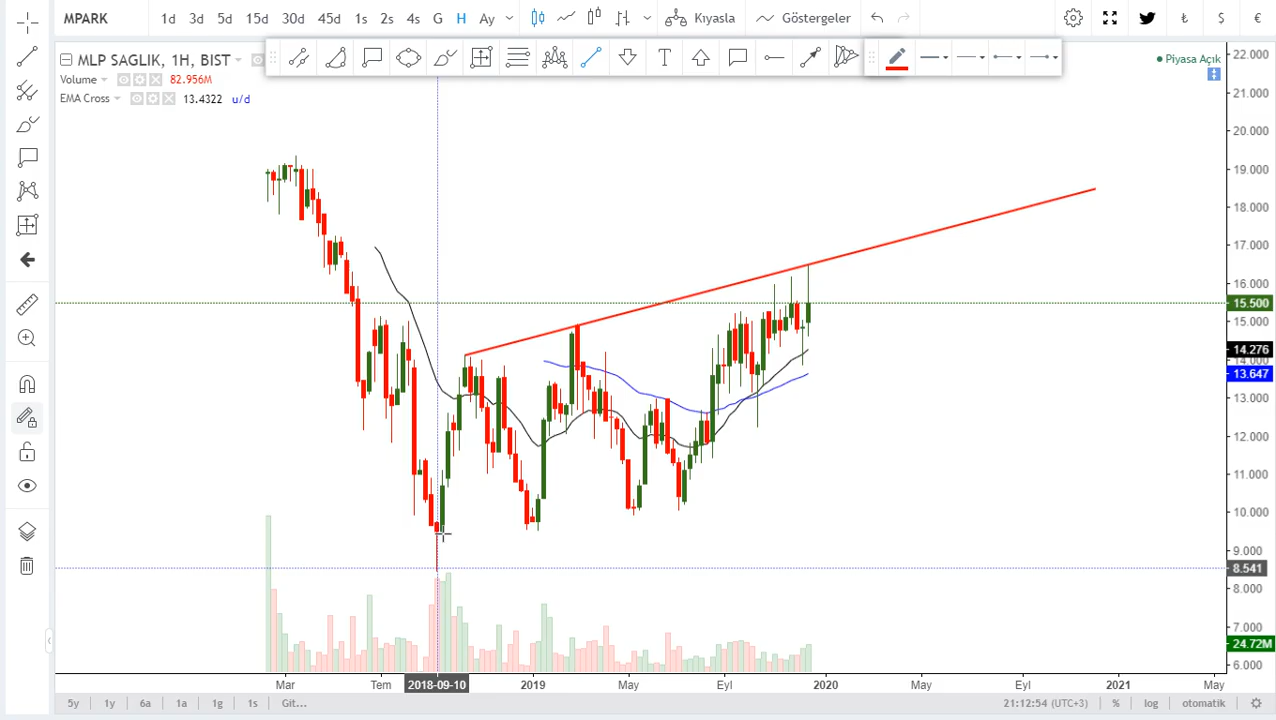 MPARK 1d 3d 5d 15d 30d 45d 1s 2s 4s G H Ay Kıyasla Göstergeler ₺ $ €
MLP SAGLIK, 1H, BIST
Volume 82.956M
EMA Cross 13.4322 u/d
Piyasa Açık
22.000
21.000
20.000
19.000
18.000
17.000
16.000
15.500
15.000
14.276
14.000
13.647
13.000
12.000
11.000
10.000
9.000
8.541
8.000
7.000
24.72M
6.000
Mar Tem 2018-09-10 2019 May Eyl 2020 May Eyl 2021 May
5y 1y 6a 1a 1g 1s Git... 21:12:54 (UTC+3) % log otomatik